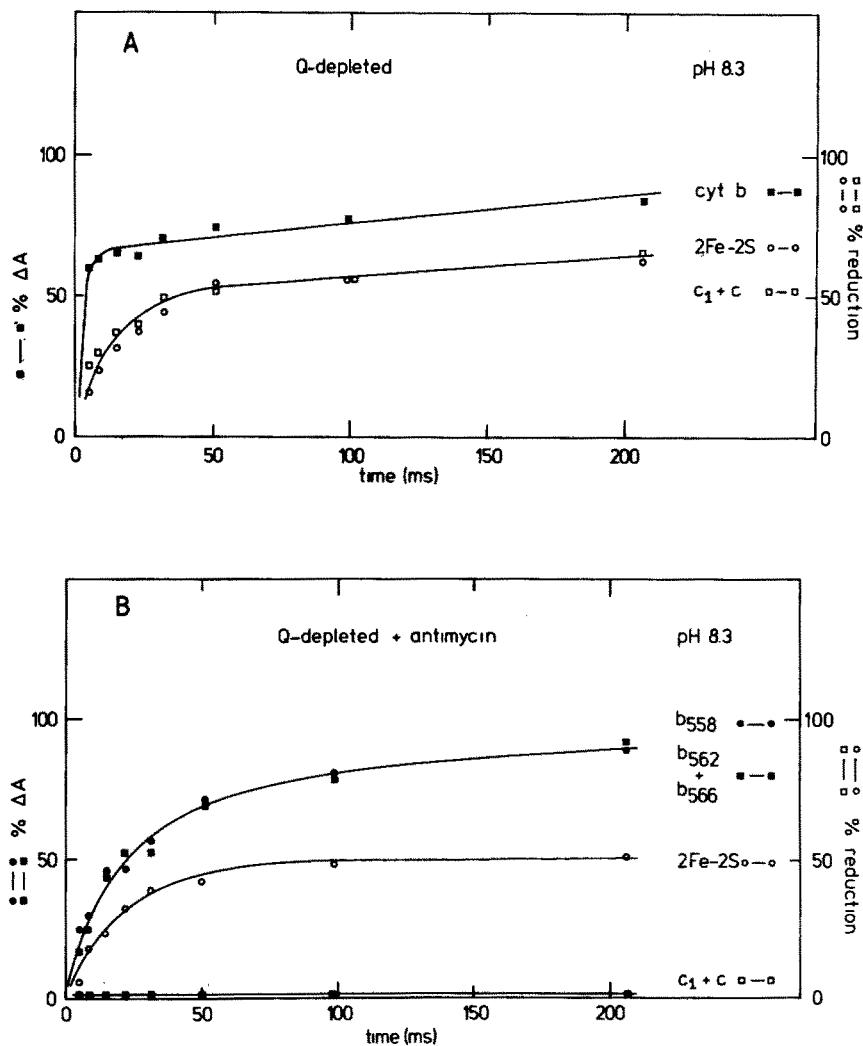 A
Q-depleted
pH 8.3
100
50
0
% ΔA
100
50
0
% reduction
cyt b
2Fe-2S
c₁ + c
0
50
100
150
200
time (ms)
B
Q-depleted + antimycin
pH 8.3
100
50
0
% ΔA
100
50
0
% reduction
b558
b562
+
b566
2Fe-2S
c₁ + c
0
50
100
150
200
time (ms)